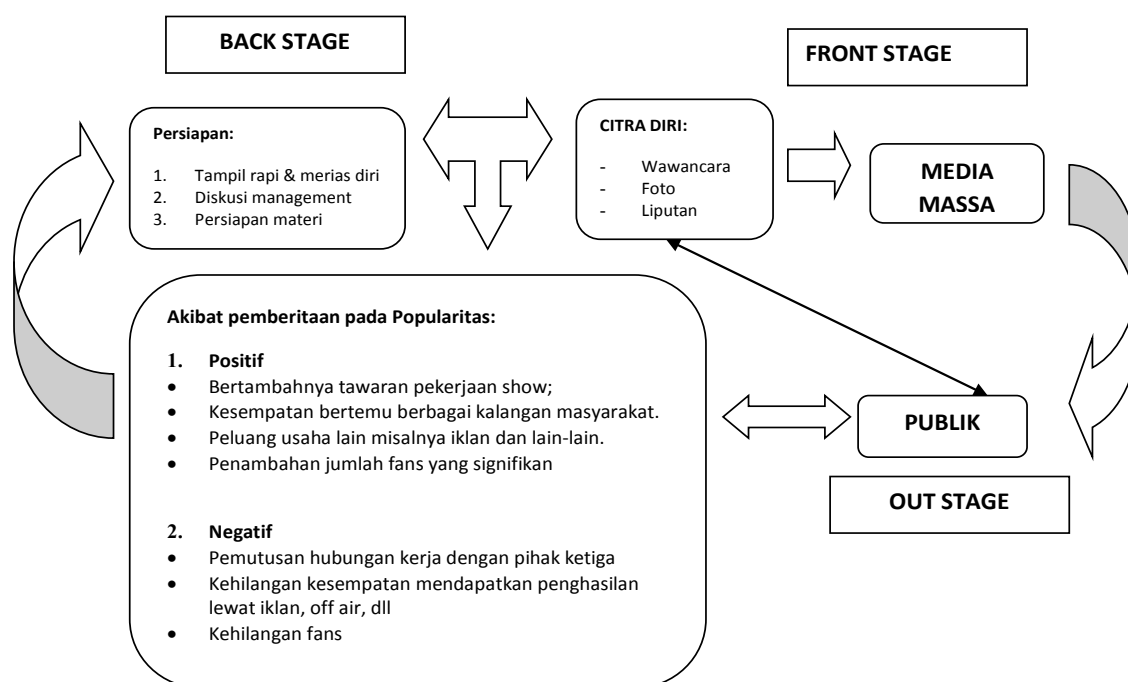 BACK STAGE
FRONT STAGE
Persiapan:
1. Tampil rapi & merias diri
2. Diskusi management
3. Persiapan materi
CITRA DIRI:
- Wawancara
- Foto
- Liputan
MEDIA
MASSA
Akibat pemberitaan pada Popularitas:
1. Positif
• Bertambahnya tawaran pekerjaan show;
• Kesempatan bertemu berbagai kalangan masyarakat.
• Peluang usaha lain misalnya iklan dan lain-lain.
• Penambahan jumlah fans yang signifikan
2. Negatif
• Pemutusan hubungan kerja dengan pihak ketiga
• Kehilangan kesempatan mendapatkan penghasilan
lewat iklan, off air, dll
• Kehilangan fans
PUBLIK
OUT STAGE